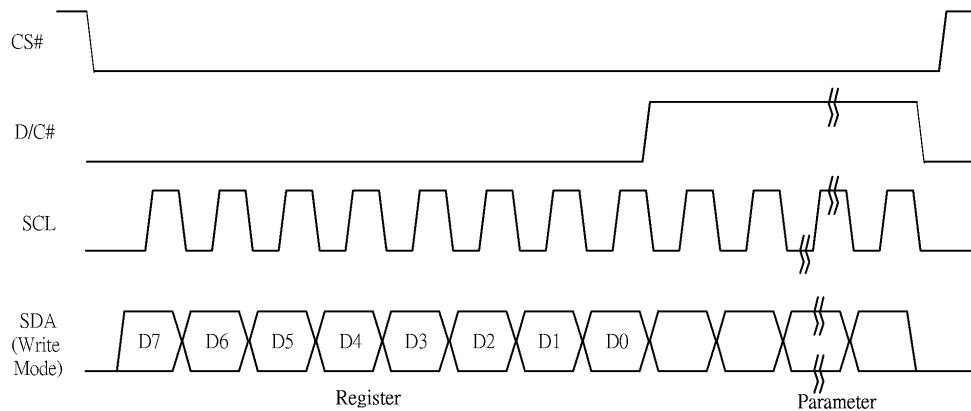 CS#
D/C#
SCL
SDA
(Write
Mode)
D7 D6 D5 D4 D3 D2 D1 D0
Register Parameter